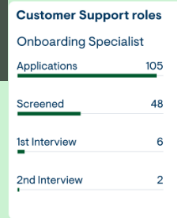 Customer Support roles
Onboarding Specialist
Applications 105
Screened 48
1st Interview 6
2nd Interview 2